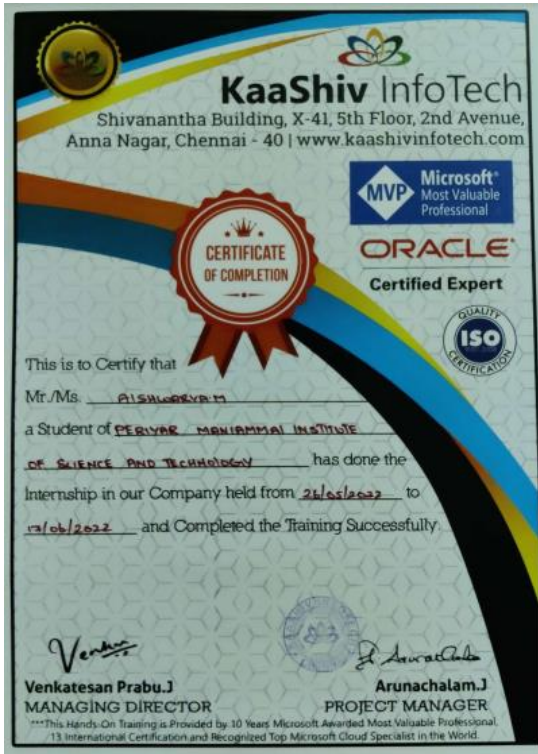 KaaShiv InfoTech
Shivanantha Building, X-41, 5th Floor, 2nd Avenue,
Anna Nagar, Chennai - 40 | www.kaashivinfotech.com
MVP
Microsoft®
Most Valuable
Professional
ORACLE®
Certified Expert
CERTIFICATE
OF COMPLETION
QUALITY
ISO
CERTIFICATION
This is to Certify that
Mr./Ms. AISHWARYA.M
a Student of PERIYAR MANIAMMAI INSTITUTE
OF SCIENCE AND TECHNOLOGY has done the
Internship in our Company held from 26/05/2022 to
/06/2022 and Completed the Training Successfully
Venkatesan Prabu.J
MANAGING DIRECTOR
Arunachalam.J
PROJECT MANAGER
***This Hands-On Training is Provided by 10 Years Microsoft Awarded Most Valuable Professional,
13 International Certification and Recognized Top Microsoft Cloud Specialist in the World.